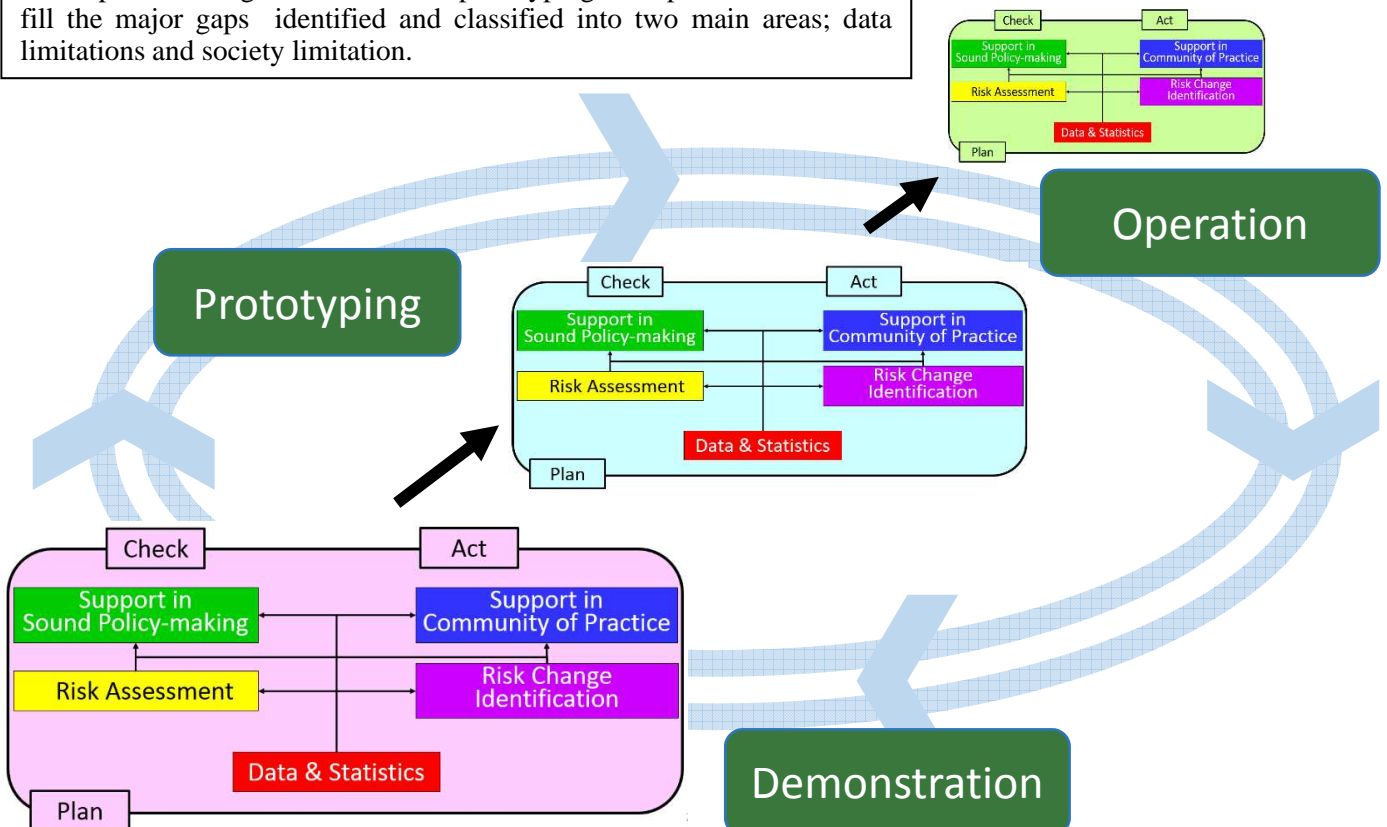 fill the major gaps identified and classified into two main areas; data
limitations and society limitation.
Check
Act
Support in
Sound Policy-making
Support in
Community of Practice
Risk Assessment
Risk Change
Identification
Data & Statistics
Plan
Operation
Prototyping
Check
Act
Support in
Sound Policy-making
Support in
Community of Practice
Risk Assessment
Risk Change
Identification
Data & Statistics
Plan
Check
Act
Support in
Sound Policy-making
Support in
Community of Practice
Risk Assessment
Risk Change
Identification
Data & Statistics
Plan
Demonstration